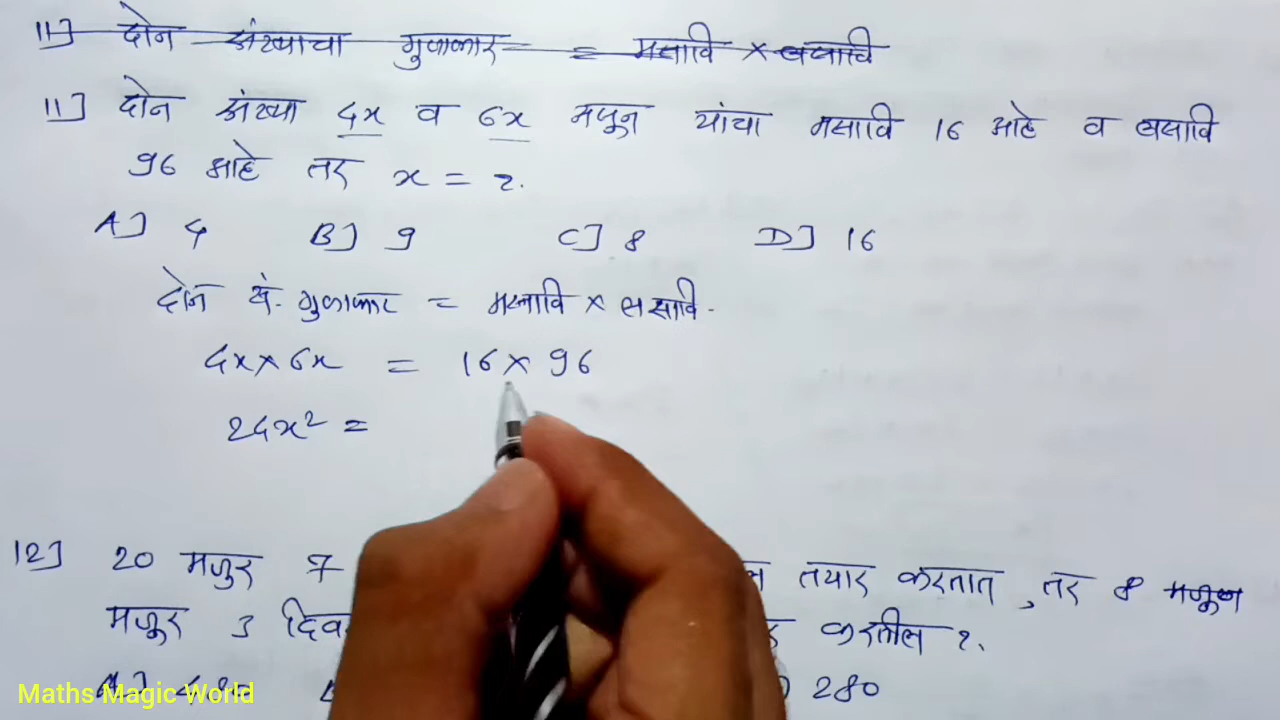 11] दोन संख्याचा गुणाकार = मसावि × लसावि
11] दोन संख्या 4x व 6x असून यांचा मसावि 16 आहे व लसावि
96 आहे तर x = ?.
A] 4 B] 9 C] 8 D] 16
दोन सं. गुणाकार = मसावि × लसावि.
4x × 6x = 16 × 96
24x² =
12] 20 मजुर 7 तयार करतात, तर 8
मजूर 3 करतील ?.
280
Maths Magic World